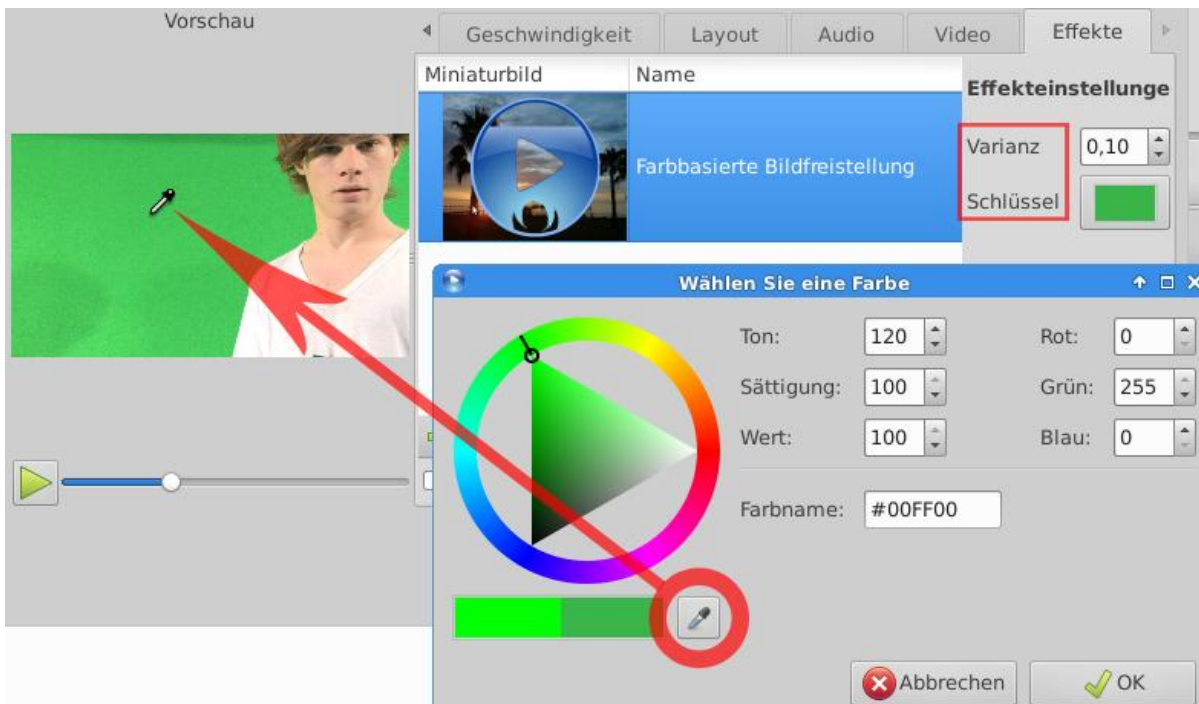 Vorschau
Geschwindigkeit Layout Audio Video Effekte
Miniaturbild Name
Effekteinstellunge
Farbbasierte Bildfreistellung
Varianz 0,10
Schlüssel
Wählen Sie eine Farbe
Ton: 120 Rot: 0
Sättigung: 100 Grün: 255
Wert: 100 Blau: 0
Farbname: #00FF00
Abbrechen OK